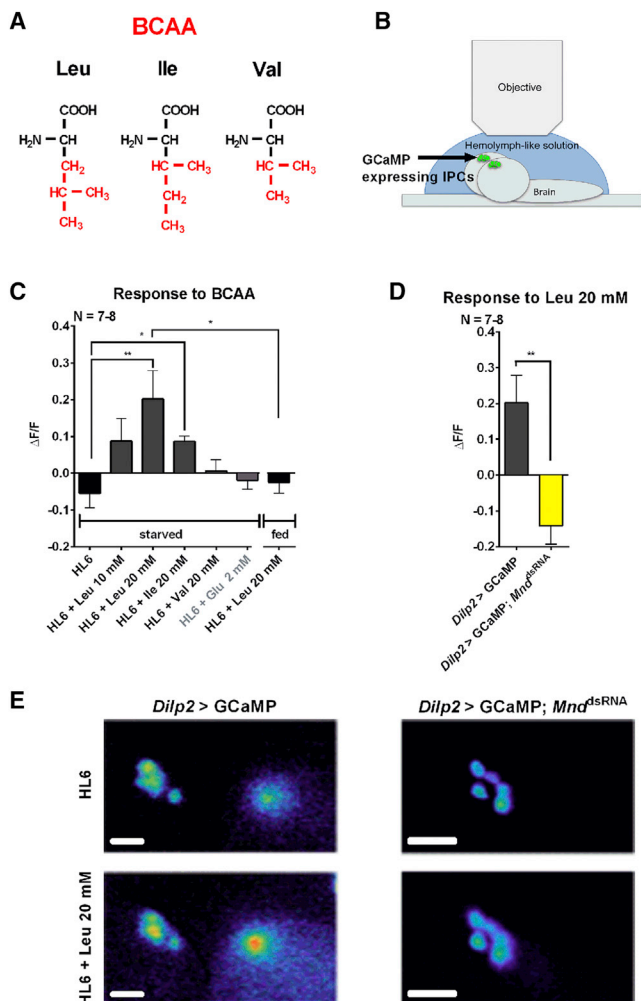 A
BCAA
Leu
Ile
Val
COOH
H₂N—CH
CH₂
HC—CH₃
CH₃
COOH
H₂N—CH
HC—CH₃
CH₂
CH₃
COOH
H₂N—CH
HC—CH₃
CH₃
B
Objective
Hemolymph-like solution
GCaMP
expressing IPCs
Brain
C
Response to BCAA
N = 7-8
ΔF/F
0.4
0.3
0.2
0.1
0.0
-0.1
-0.2
*
**
*
starved
fed
HL6
HL6 + Leu 10 mM
HL6 + Leu 20 mM
HL6 + Ile 20 mM
HL6 + Val 20 mM
HL6 + Glu 2 mM
HL6 + Leu 20 mM
D
Response to Leu 20 mM
N = 7-8
ΔF/F
0.4
0.3
0.2
0.1
0.0
-0.1
-0.2
**
Dilp2 > GCaMP
Dilp2 > GCaMP; Mnd^dsRNA
E
Dilp2 > GCaMP
Dilp2 > GCaMP; Mnd^dsRNA
HL6
HL6 + Leu 20 mM